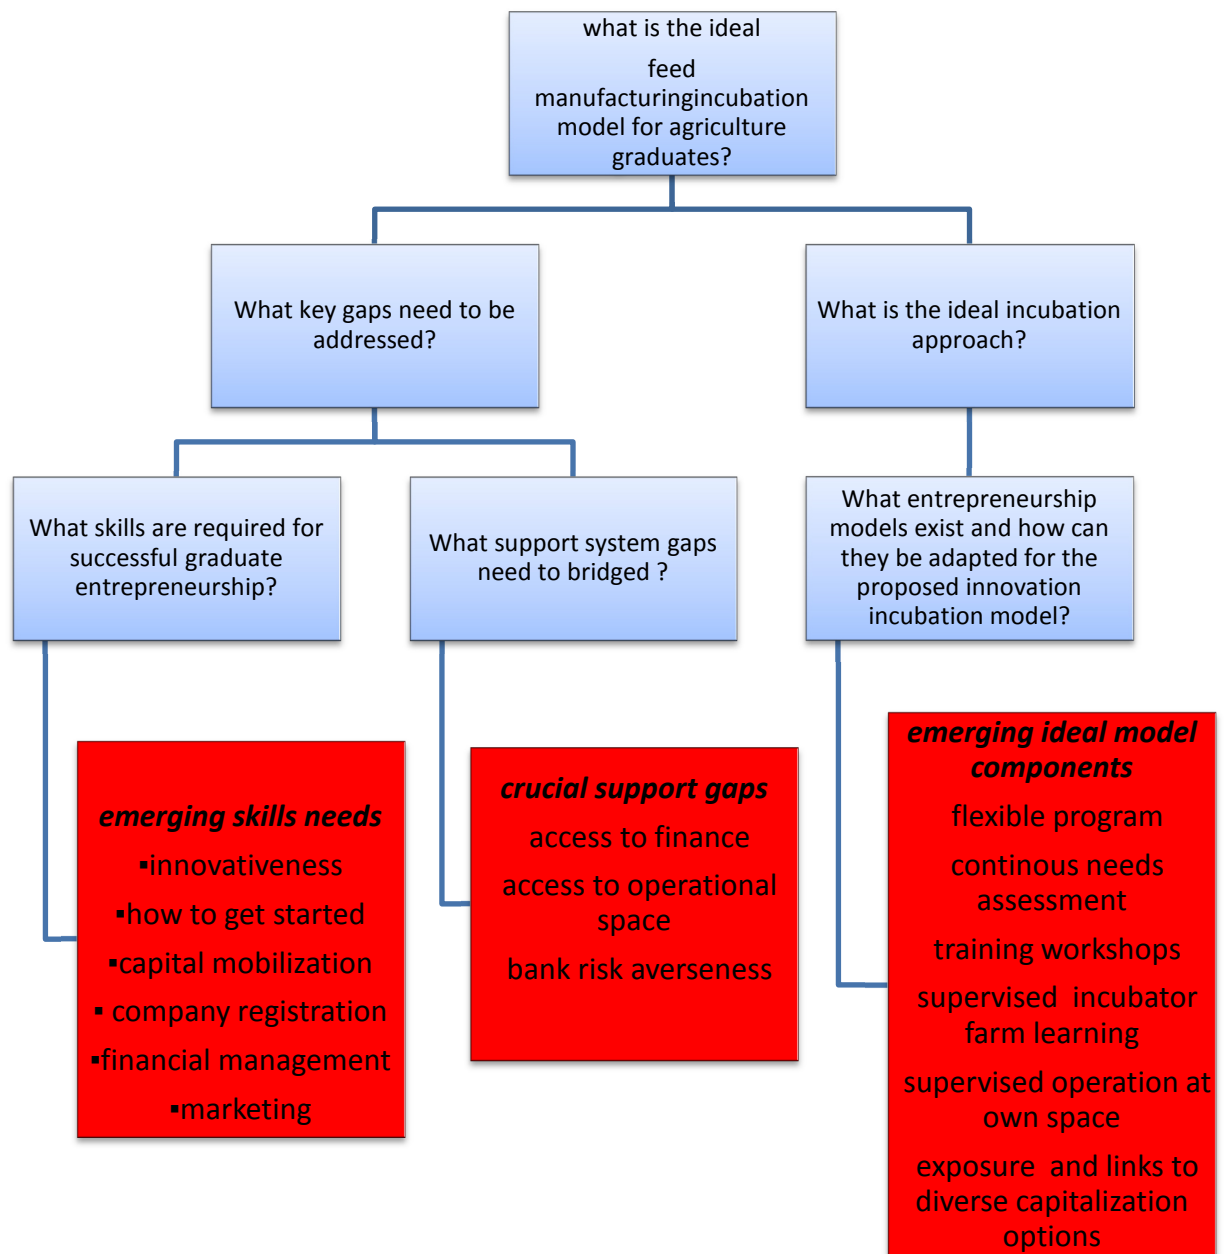 what is the ideal
feed
manufacturingincubation
model for agriculture
graduates?
What key gaps need to be
addressed?
What is the ideal incubation
approach?
What skills are required for
successful graduate
entrepreneurship?
What support system gaps
need to bridged ?
What entrepreneurship
models exist and how can
they be adapted for the
proposed innovation
incubation model?
emerging skills needs
▪innovativeness
▪how to get started
▪capital mobilization
▪ company registration
▪financial management
▪marketing
crucial support gaps
access to finance
access to operational
space
bank risk averseness
emerging ideal model
components
flexible program
continous needs
assessment
training workshops
supervised incubator
farm learning
supervised operation at
own space
exposure and links to
diverse capitalization
options